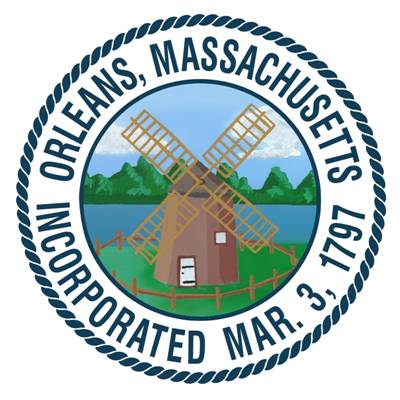 ORLEANS, MASSACHUSETTS
INCORPORATED MAR. 3, 1797